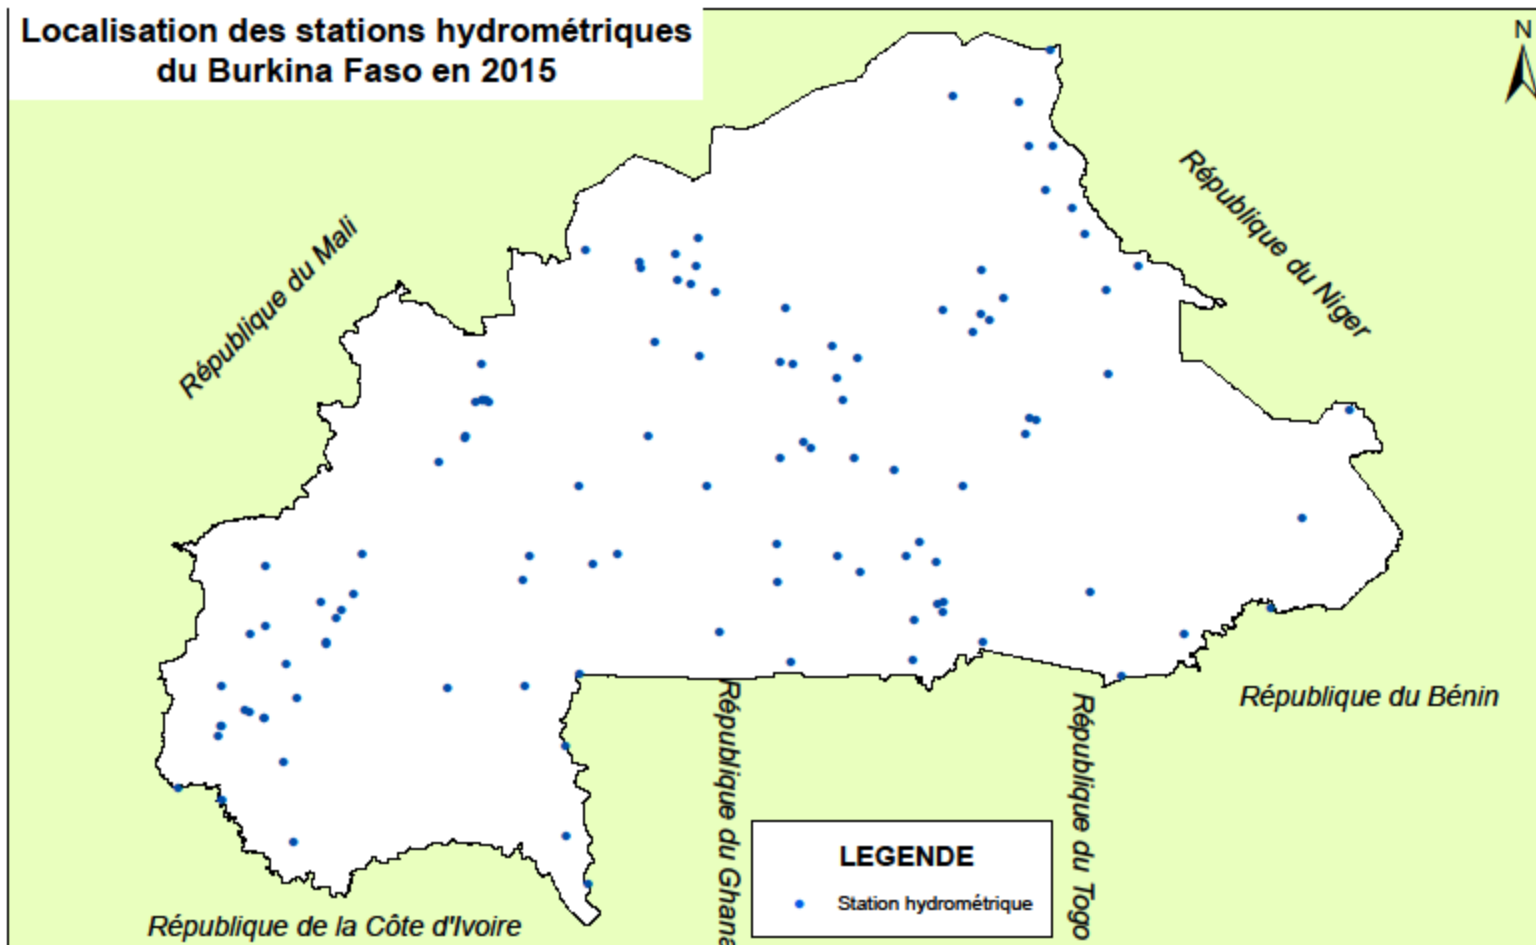 Localisation des stations hydrométriques
du Burkina Faso en 2015
N
République du Mali
République du Niger
République du Bénin
République du Ghana
République du Togo
LEGENDE
Station hydrométrique
République de la Côte d'Ivoire